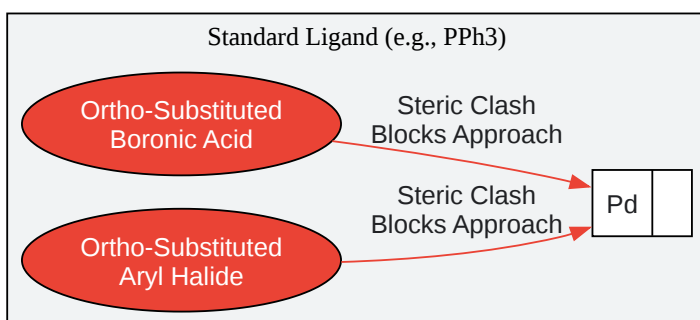 Standard Ligand (e.g., PPh3)
Ortho-Substituted
Boronic Acid
Steric Clash
Blocks Approach
Steric Clash
Blocks Approach
Pd
Ortho-Substituted
Aryl Halide